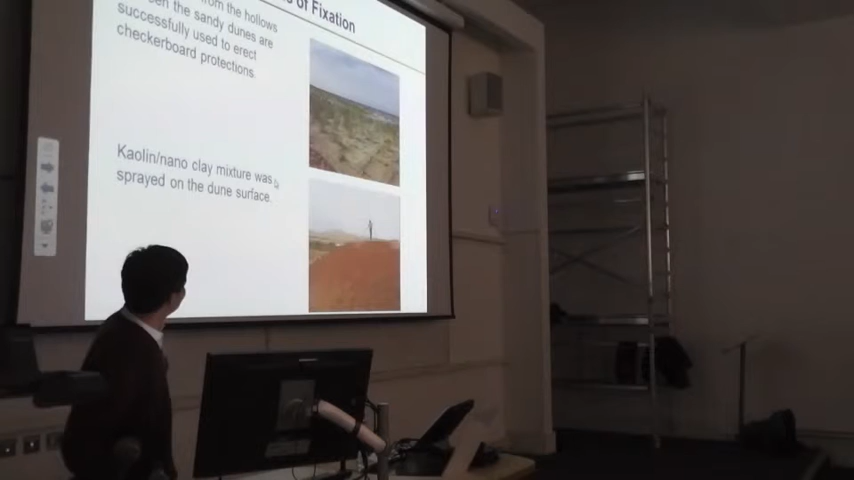 of Fixation
from the hollows
the sandy dunes are
successfully used to erect
checkerboard protections.
Kaolin/nano clay mixture was
sprayed on the dune surface.